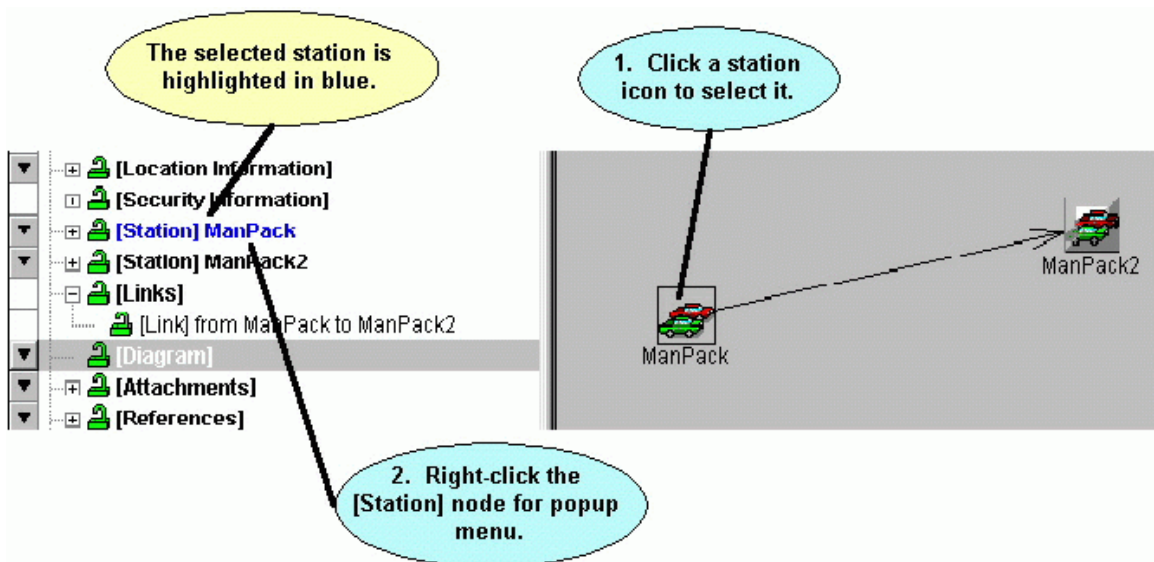 The selected station is
highlighted in blue.
1. Click a station
icon to select it.
[Location Information]
[Security Information]
[Station] ManPack
[Station] ManPack2
[Links]
[Link] from ManPack to ManPack2
[Diagram]
[Attachments]
[References]
ManPack2
ManPack
2. Right-click the
[Station] node for popup
menu.